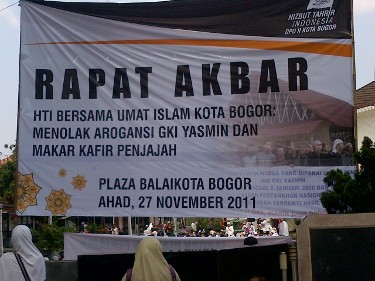 HIZBUT TAHRIR
INDONESIA
DPD II KOTA BOGOR
RAPAT AKBAR
HTI BERSAMA UMAT ISLAM KOTA BOGOR:
MENOLAK AROGANSI GKI YASMIN DAN
MAKAR KAFIR PENJAJAH
PLAZA BALAIKOTA BOGOR
AHAD, 27 NOVEMBER 2011